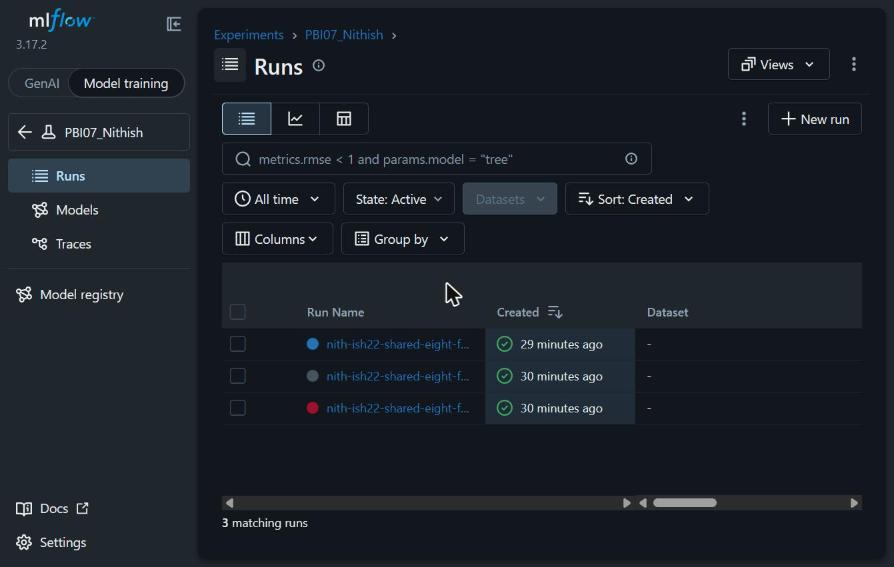 mlflow
3.17.2
GenAI Model training
PBI07_Nithish
Runs
Models
Traces
Model registry
Docs
Settings
Experiments > PBI07_Nithish >
Runs
Views
New run
metrics.rmse < 1 and params.model = "tree"
All time State: Active Datasets Sort: Created
Columns Group by
Run Name Created Dataset
nith-ish22-shared-eight-f... 29 minutes ago -
nith-ish22-shared-eight-f... 30 minutes ago -
nith-ish22-shared-eight-f... 30 minutes ago -
3 matching runs